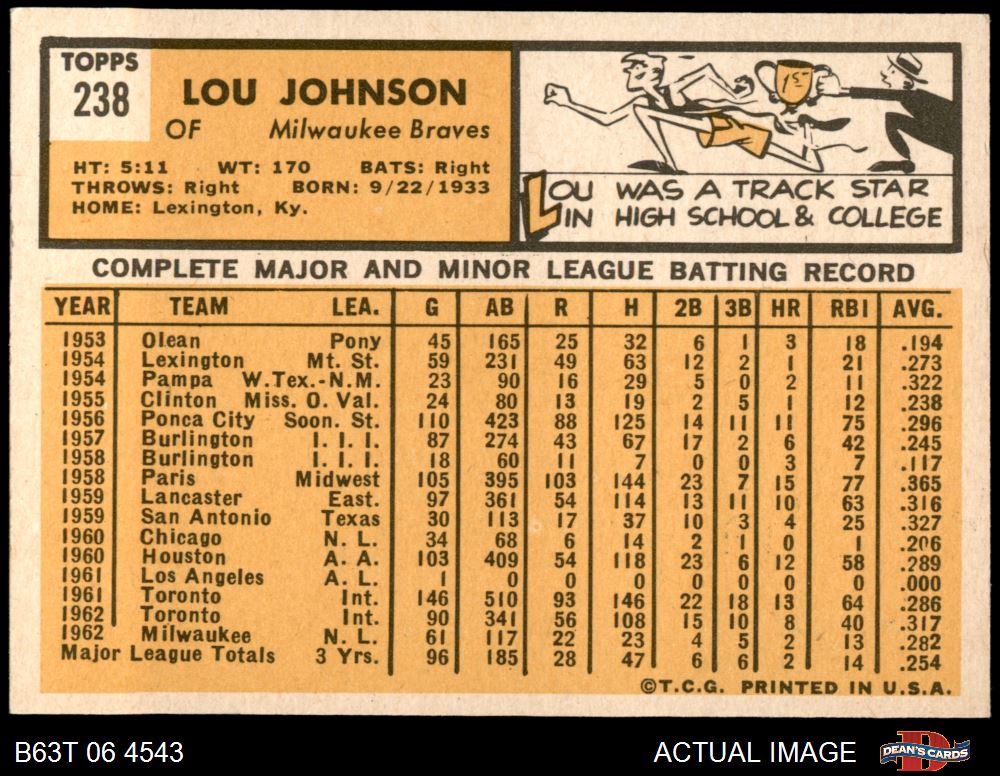 TOPPS
238
LOU JOHNSON
OF Milwaukee Braves
HT: 5:11 WT: 170 BATS: Right
THROWS: Right BORN: 9/22/1933
HOME: Lexington, Ky.
1ST
LOU WAS A TRACK STAR
IN HIGH SCHOOL & COLLEGE
COMPLETE MAJOR AND MINOR LEAGUE BATTING RECORD
YEAR TEAM LEA. G AB R H 2B 3B HR RBI AVG.
1953 Olean Pony 45 165 25 32 6 1 3 18 .194
1954 Lexington Mt. St. 59 231 49 63 12 2 1 21 .273
1954 Pampa W.Tex.-N.M. 23 90 16 29 5 0 2 11 .322
1955 Clinton Miss. O. Val. 24 80 13 19 2 5 1 12 .238
1956 Ponca City Soon. St. 110 423 88 125 14 11 11 75 .296
1957 Burlington I. I. I. 87 274 43 67 17 2 6 42 .245
1958 Burlington I. I. I. 18 60 11 7 0 0 3 7 .117
1958 Paris Midwest 105 395 103 144 23 7 15 77 .365
1959 Lancaster East. 97 361 54 114 13 11 10 63 .316
1959 San Antonio Texas 30 113 17 37 10 3 4 25 .327
1960 Chicago N. L. 34 68 6 14 2 1 0 1 .206
1960 Houston A. A. 103 409 54 118 23 6 12 58 .289
1961 Los Angeles A. L. 1 0 0 0 0 0 0 0 .000
1961 Toronto Int. 146 510 93 146 22 18 13 64 .286
1962 Toronto Int. 90 341 56 108 15 10 8 40 .317
1962 Milwaukee N. L. 61 117 22 23 4 5 2 13 .282
Major League Totals 3 Yrs. 96 185 28 47 6 6 2 14 .254
©T.C.G. PRINTED IN U.S.A.
B63T 06 4543 ACTUAL IMAGE
DEAN'S CARDS